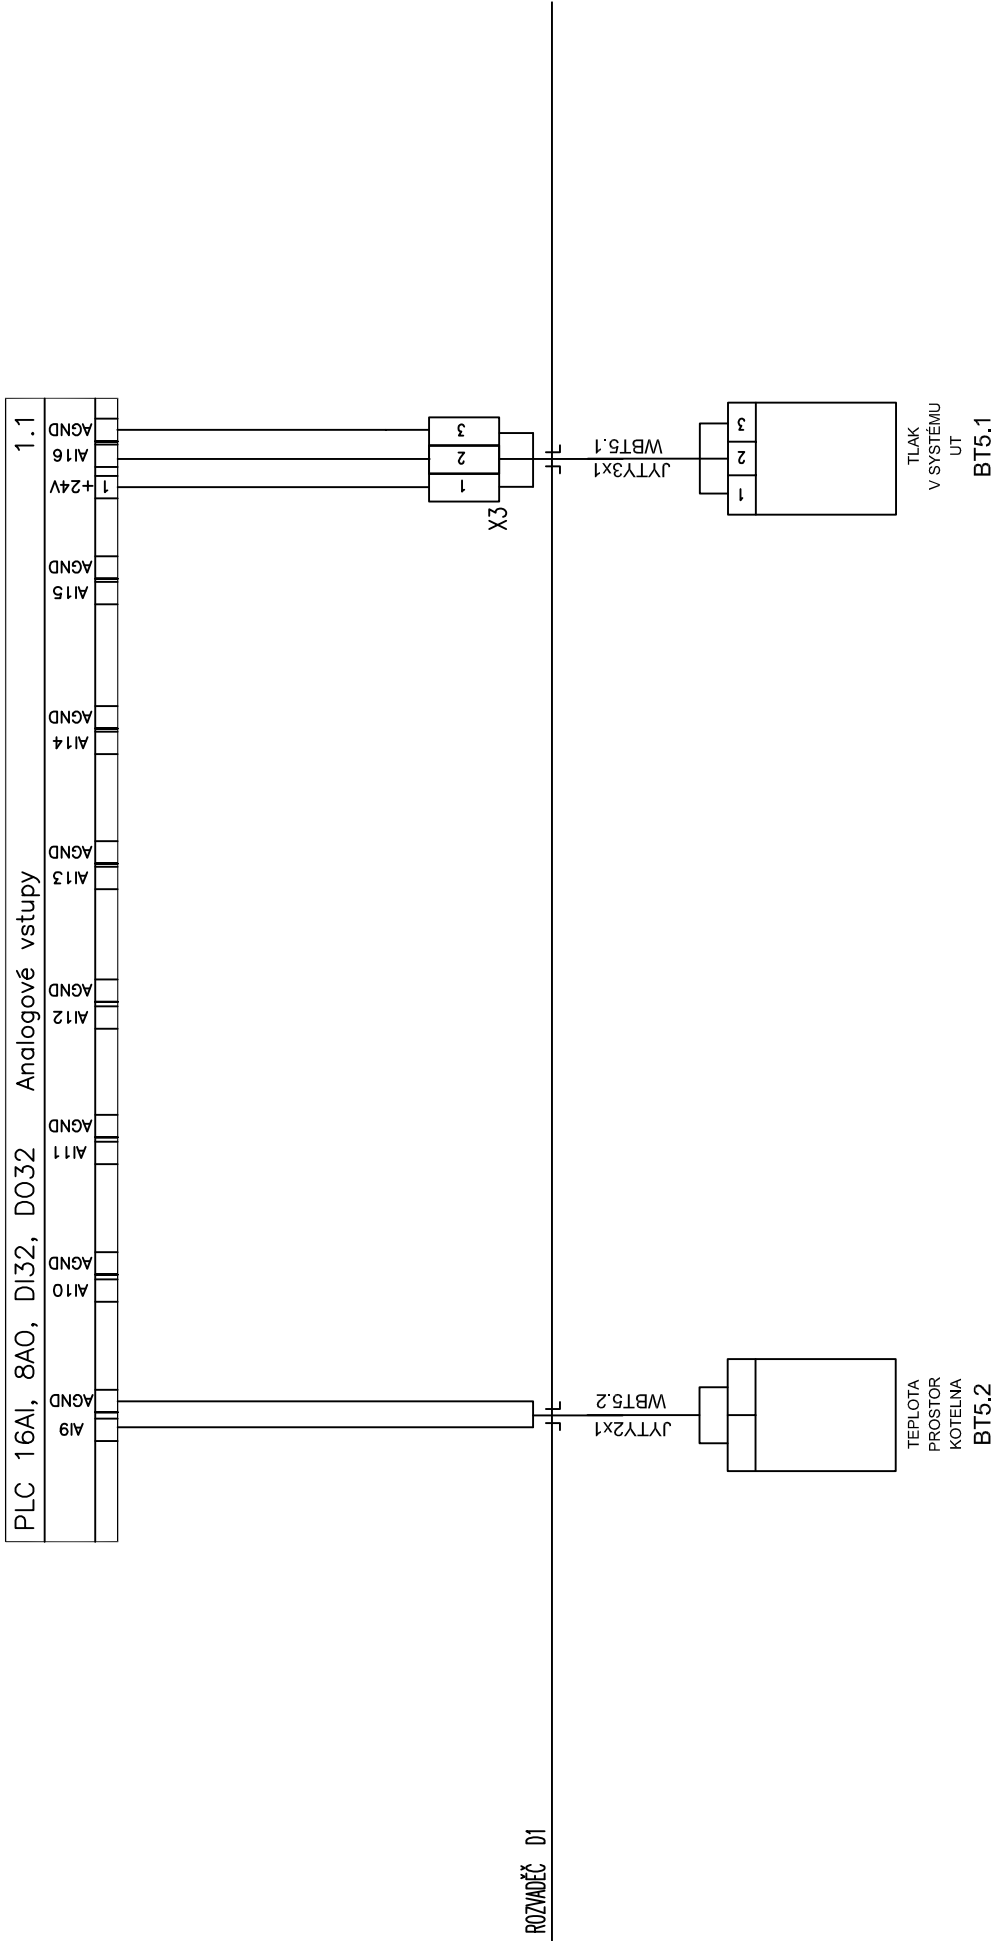 PLC 16AI, 8AO, DI32, DO32 Analogové vstupy 1.1
AI9 AGND AI10 AGND AI11 AGND AI12 AGND AI13 AGND AI14 AGND AI15 AGND +24V AI16 AGND
1
X3 1 2 3
ROZVADĚČ D1
JYTY2x1 WBT5.2
JYTY3x1 WBT5.1
1 2 3
TEPLOTA
PROSTOR
KOTELNA
BT5.2
TLAK
V SYSTÉMU
UT
BT5.1